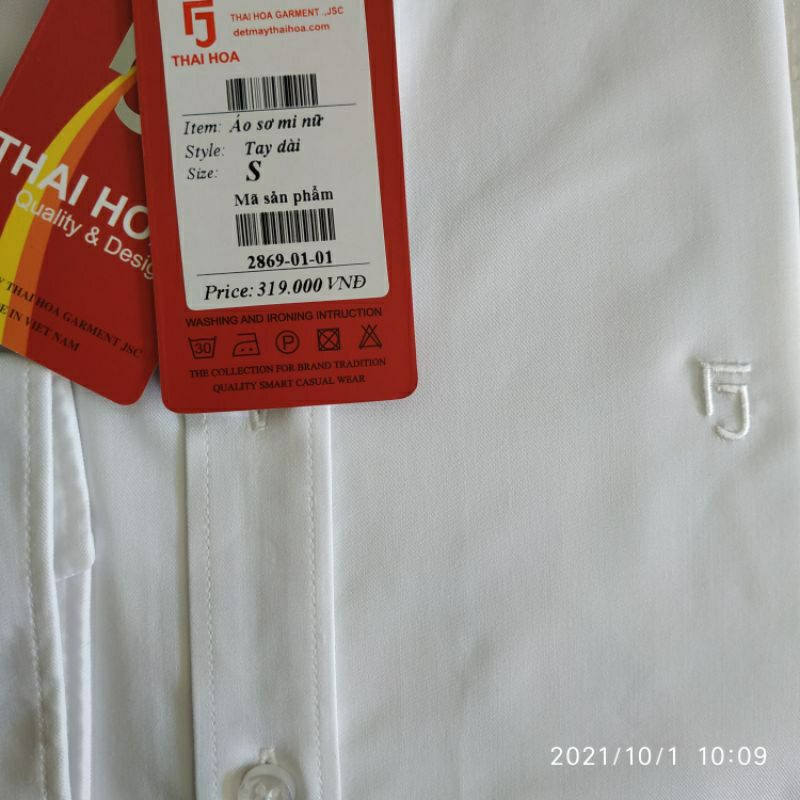 THAI HOA GARMENT .,JSC
detmaythaihoa.com
THAI HOA
Item: Áo sơ mi nữ
Style: Tay dài
Size: S
Mã sản phẩm
2869-01-01
Price: 319.000 VNĐ
WASHING AND IRONING INTRUCTION
30
P
THE COLLECTION FOR BRAND TRADITION
QUALITY SMART CASUAL WEAR
THAI HO
Quality & Desig
THAI HOA GARMENT JSC
IN VIET NAM
2021/10/1 10:09